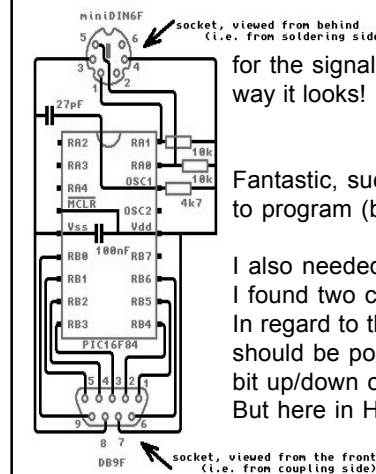 miniDIN6F
socket, viewed from behind
(i.e. from soldering side
5 6
3 4
1 2
for the signal
way it looks!
27pF
RA2 RA1
10k
RA3 RA0
10k
RA4 OSC1
MCLR 4k7
OSC2
Vss Vdd
100nF
RB0 RB7
RB1 RB6
RB2 RB5
RB3 RB4
PIC16F84
Fantastic, suc
to program (b
I also needed
I found two c
In regard to th
should be po
bit up/down c
But here in H
5 4 3 2 1
9 6
8 7
DB9F
socket, viewed from the front
(i.e. from coupling side